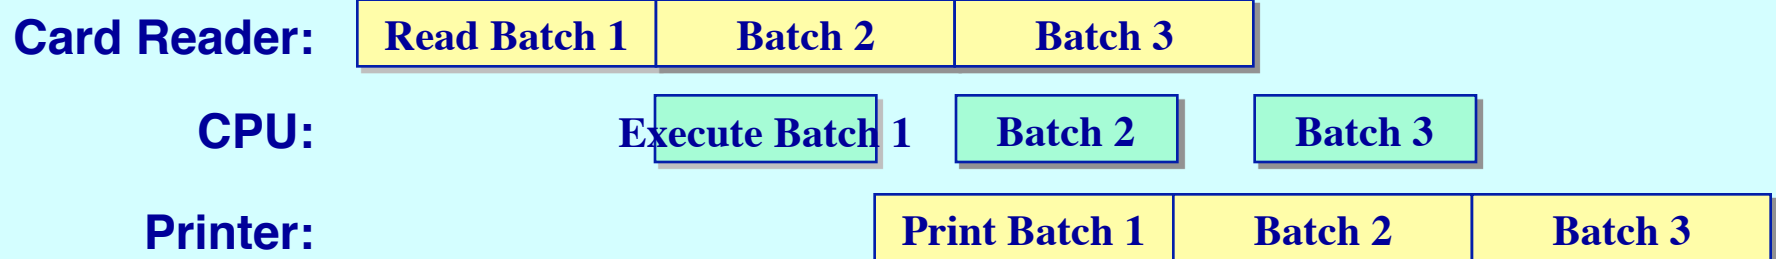 Card Reader: Read Batch 1 Batch 2 Batch 3
CPU: Execute Batch 1 Batch 2 Batch 3
Printer: Print Batch 1 Batch 2 Batch 3